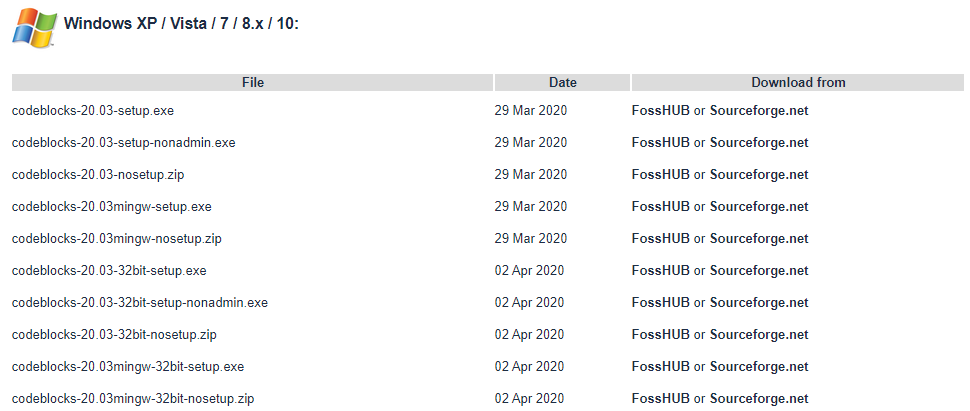 Windows XP / Vista / 7 / 8.x / 10:
File Date Download from
codeblocks-20.03-setup.exe 29 Mar 2020 FossHUB or Sourceforge.net
codeblocks-20.03-setup-nonadmin.exe 29 Mar 2020 FossHUB or Sourceforge.net
codeblocks-20.03-nosetup.zip 29 Mar 2020 FossHUB or Sourceforge.net
codeblocks-20.03mingw-setup.exe 29 Mar 2020 FossHUB or Sourceforge.net
codeblocks-20.03mingw-nosetup.zip 29 Mar 2020 FossHUB or Sourceforge.net
codeblocks-20.03-32bit-setup.exe 02 Apr 2020 FossHUB or Sourceforge.net
codeblocks-20.03-32bit-setup-nonadmin.exe 02 Apr 2020 FossHUB or Sourceforge.net
codeblocks-20.03-32bit-nosetup.zip 02 Apr 2020 FossHUB or Sourceforge.net
codeblocks-20.03mingw-32bit-setup.exe 02 Apr 2020 FossHUB or Sourceforge.net
codeblocks-20.03mingw-32bit-nosetup.zip 02 Apr 2020 FossHUB or Sourceforge.net